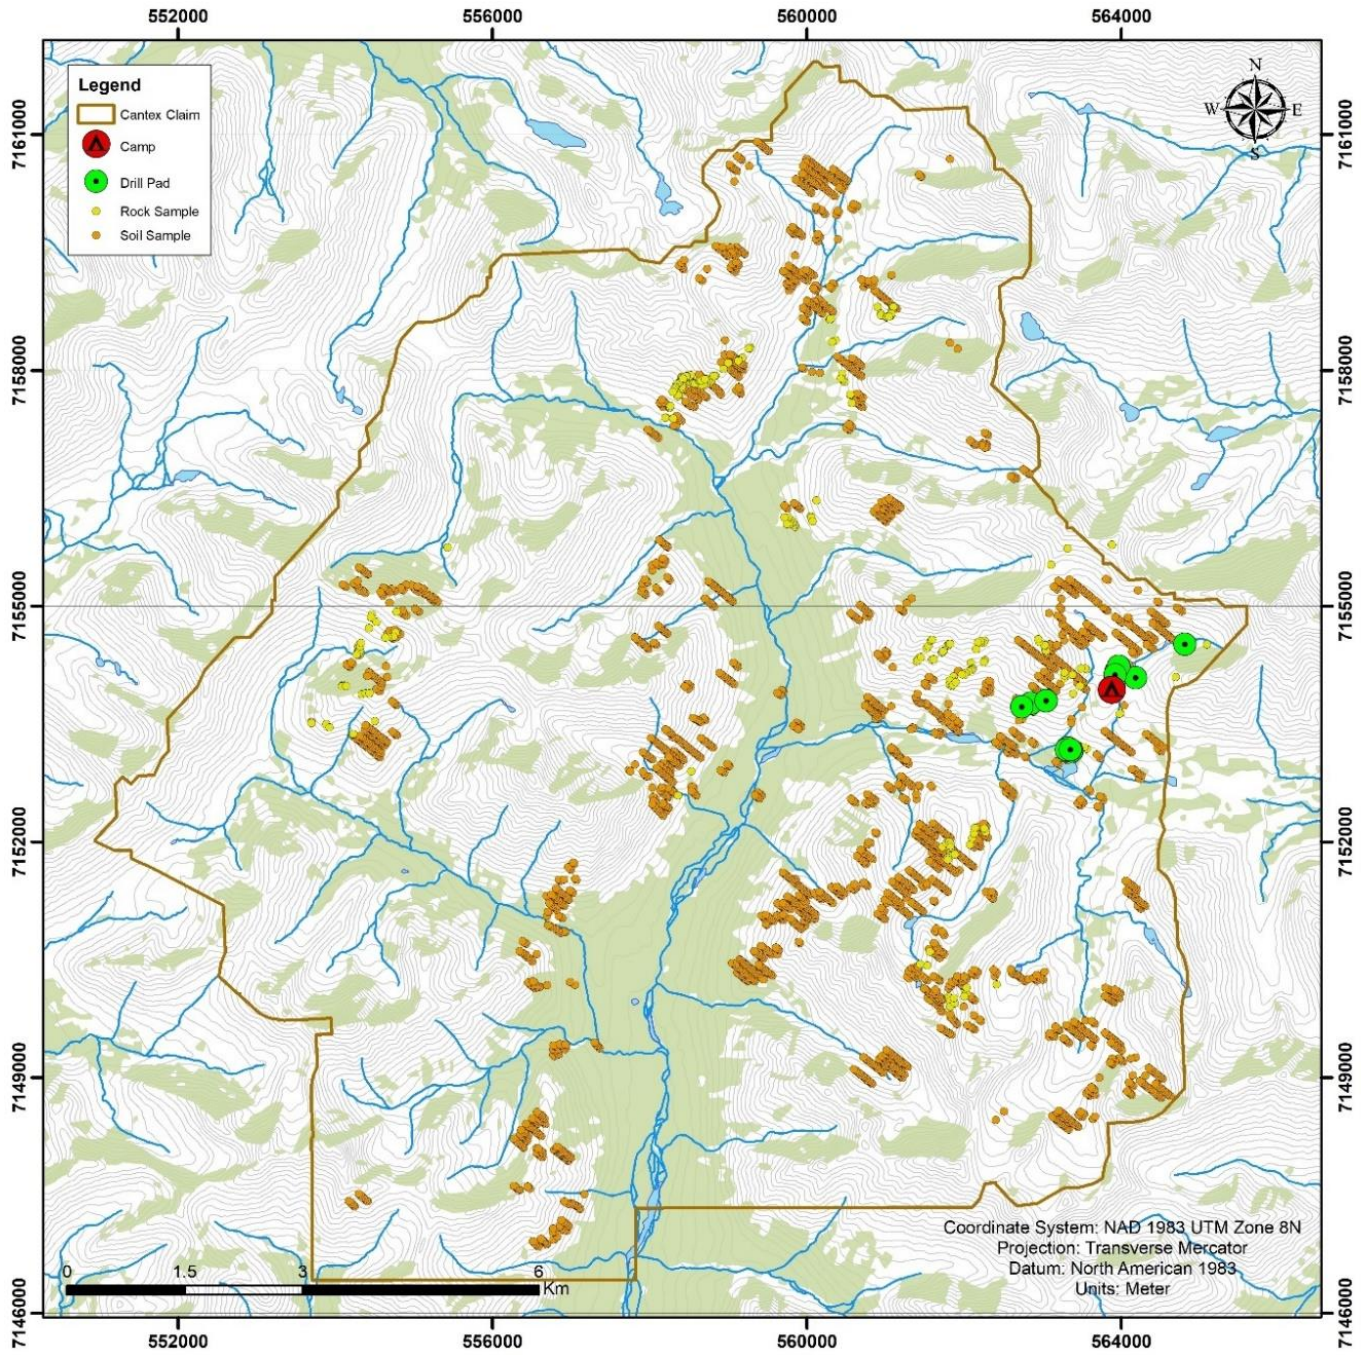 552000 556000 560000 564000
Legend
Cantex Claim
Camp
Drill Pad
Rock Sample
Soil Sample
N
W E
S
7161000 7161000
7158000 7158000
7155000 7155000
7152000 7152000
7149000 7149000
7146000 7146000
Coordinate System: NAD 1983 UTM Zone 8N
Projection: Transverse Mercator
Datum: North American 1983
Units: Meter
0 1.5 3 6
Km
552000 556000 560000 564000